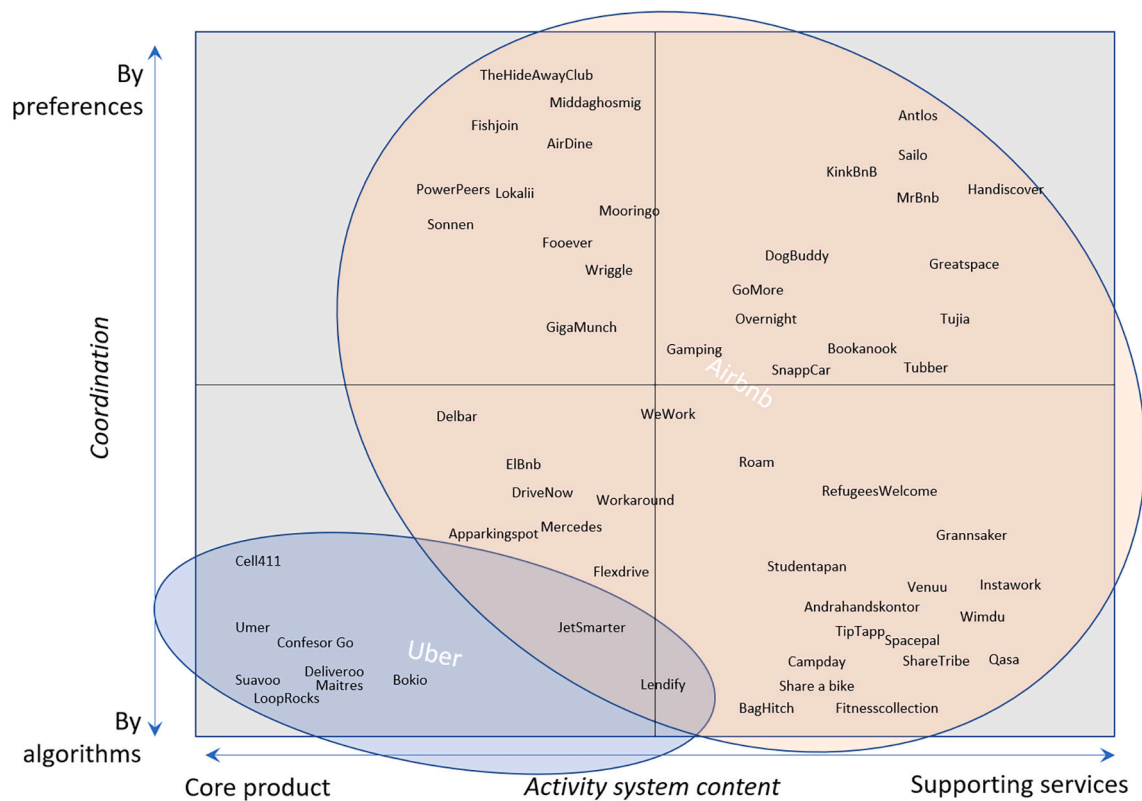 By
preferences
TheHideAwayClub
Middaghosmig
Fishjoin
Antlos
AirDine
Sailo
KinkBnB
PowerPeers
Lokalii
Handiscover
MrBnb
Mooringo
Sonnen
Fooever
DogBuddy
Wriggle
Greatspace
GoMore
GigaMunch
Overnight
Tujia
Gamping
Bookanook
SnappCar
Tubber
Airbnb
Coordination
Delbar
WeWork
ElBnb
Roam
DriveNow
Workaround
RefugeesWelcome
Apparkingspot
Mercedes
Grannsaker
Cell411
Flexdrive
Studentapan
Venuu
Instawork
Andrahandskontor
Wimdu
Umer
JetSmarter
TipTapp
Confesor Go
Spacepal
Uber
Campday
ShareTribe
Qasa
Deliveroo
Suavoo
Maitres
Bokio
Lendify
Share a bike
LoopRocks
BagHitch
Fitnesscollection
By
algorithms
Core product
Activity system content
Supporting services